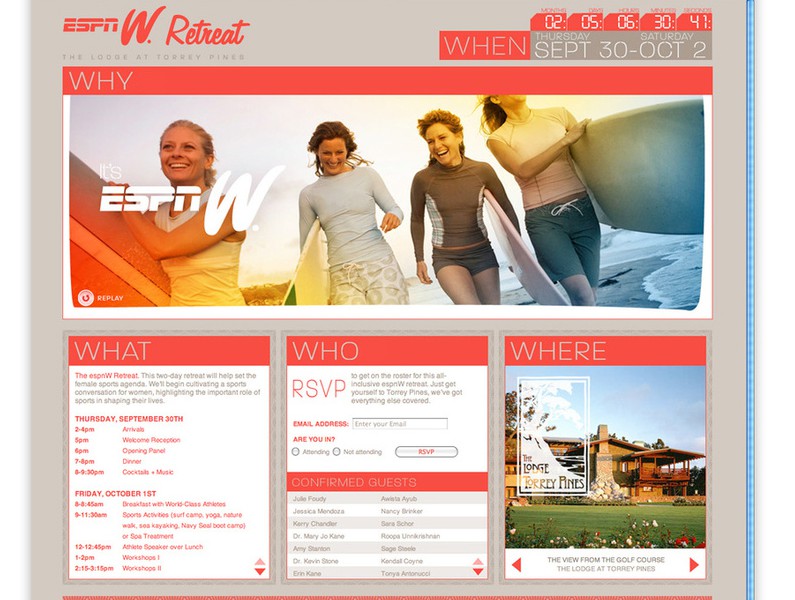 espn W. Retreat
THE LODGE AT TORREY PINES
MONTHS DAYS HOURS MINUTES SECONDS
02: 05: 06: 30: 41:
WHEN
THURSDAY SATURDAY
SEPT 30-OCT 2
WHY
It's
espn W.
REPLAY
WHAT
The espnW Retreat. This two-day retreat will help set the
female sports agenda. We'll begin cultivating a sports
conversation for women, highlighting the important role of
sports in shaping their lives.
THURSDAY, SEPTEMBER 30TH
2-4pm Arrivals
5pm Welcome Reception
6pm Opening Panel
7-8pm Dinner
8-9:30pm Cocktails + Music
FRIDAY, OCTOBER 1ST
8-8:45am Breakfast with World-Class Athletes
9-11:30am Sports Activities (surf camp, yoga, nature
walk, sea kayaking, Navy Seal boot camp)
or Spa Treatment
12-12:45pm Athlete Speaker over Lunch
1-2pm Workshops I
2:15-3:15pm Workshops II
WHO
RSVP
to get on the roster for this all-
inclusive espnW retreat. Just get
yourself to Torrey Pines, we've got
everything else covered.
EMAIL ADDRESS: Enter your Email
ARE YOU IN?
Attending Not attending RSVP
CONFIRMED GUESTS
Julie Foudy Awista Ayub
Jessica Mendoza Nancy Brinker
Kerry Chandler Sara Schor
Dr. Mary Jo Kane Roopa Unnikrishnan
Amy Stanton Sage Steele
Dr. Kevin Stone Kendall Coyne
Erin Kane Tonya Antonucci
WHERE
THE
LODGE
AT
TORREY PINES
THE VIEW FROM THE GOLF COURSE
THE LODGE AT TORREY PINES